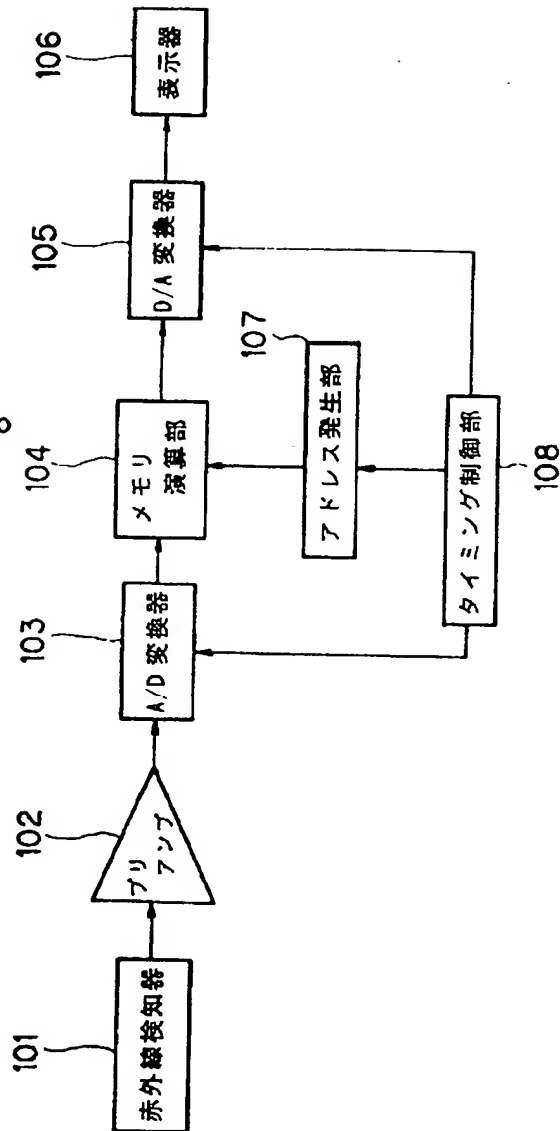 101
赤外線検知器
102
プリ
アンプ
103
A/D 変換器
104
メモリ
演算部
105
D/A 変換器
106
表示器
107
アドレス発生部
タイミング制御部
108